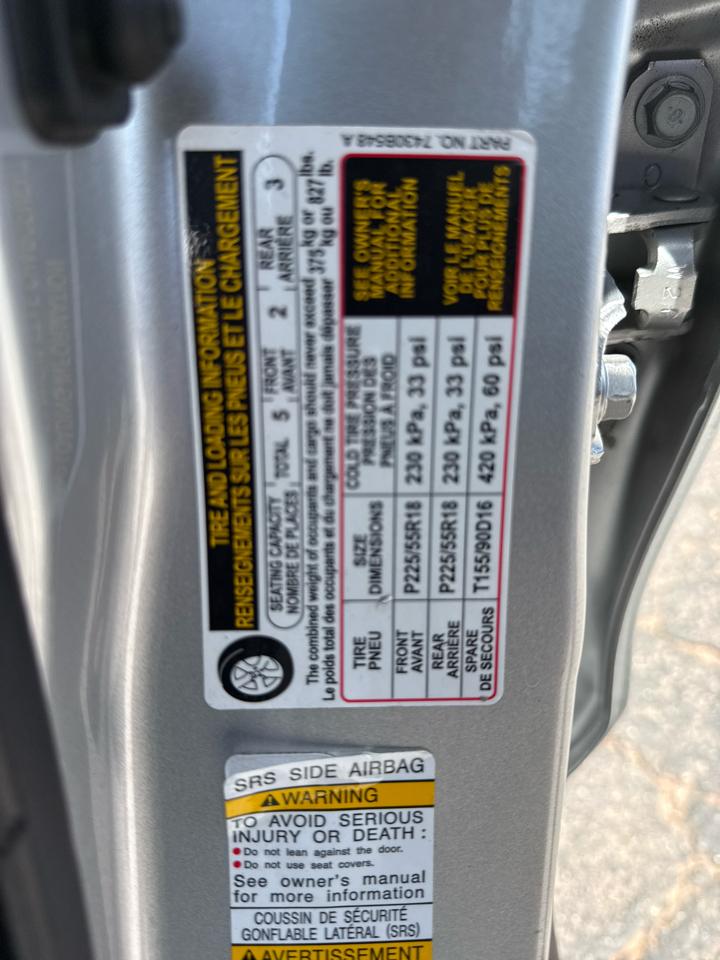 TIRE AND LOADING INFORMATION
RENSEIGNEMENTS SUR LES PNEUS ET LE CHARGEMENT
SEATING CAPACITY
NOMBRE DE PLACES
TOTAL 5
FRONT
AVANT
2
REAR
ARRIÈRE
3
The combined weight of occupants and cargo should never exceed 375 kg or 827 lbs.
Le poids total des occupants et du chargement ne doit jamais dépasser 375 kg ou 827 lb.
TIRE
PNEU
SIZE
DIMENSIONS
COLD TIRE PRESSURE
PRESSION DES
PNEUS À FROID
FRONT
AVANT
P225/55R18
230 kPa, 33 psi
REAR
ARRIÈRE
P225/55R18
230 kPa, 33 psi
SPARE
DE SECOURS
T155/90D16
420 kPa, 60 psi
SEE OWNER'S
MANUAL FOR
ADDITIONAL
INFORMATION
VOIR LE MANUEL
DE L'USAGER
POUR PLUS DE
RENSEIGNEMENTS
PART NO. 7430B548 A
SRS SIDE AIRBAG
WARNING
TO AVOID SERIOUS
INJURY OR DEATH :
Do not lean against the door.
Do not use seat covers.
See owner's manual
for more information
COUSSIN DE SÉCURITÉ
GONFLABLE LATÉRAL (SRS)
AVERTISSEMENT